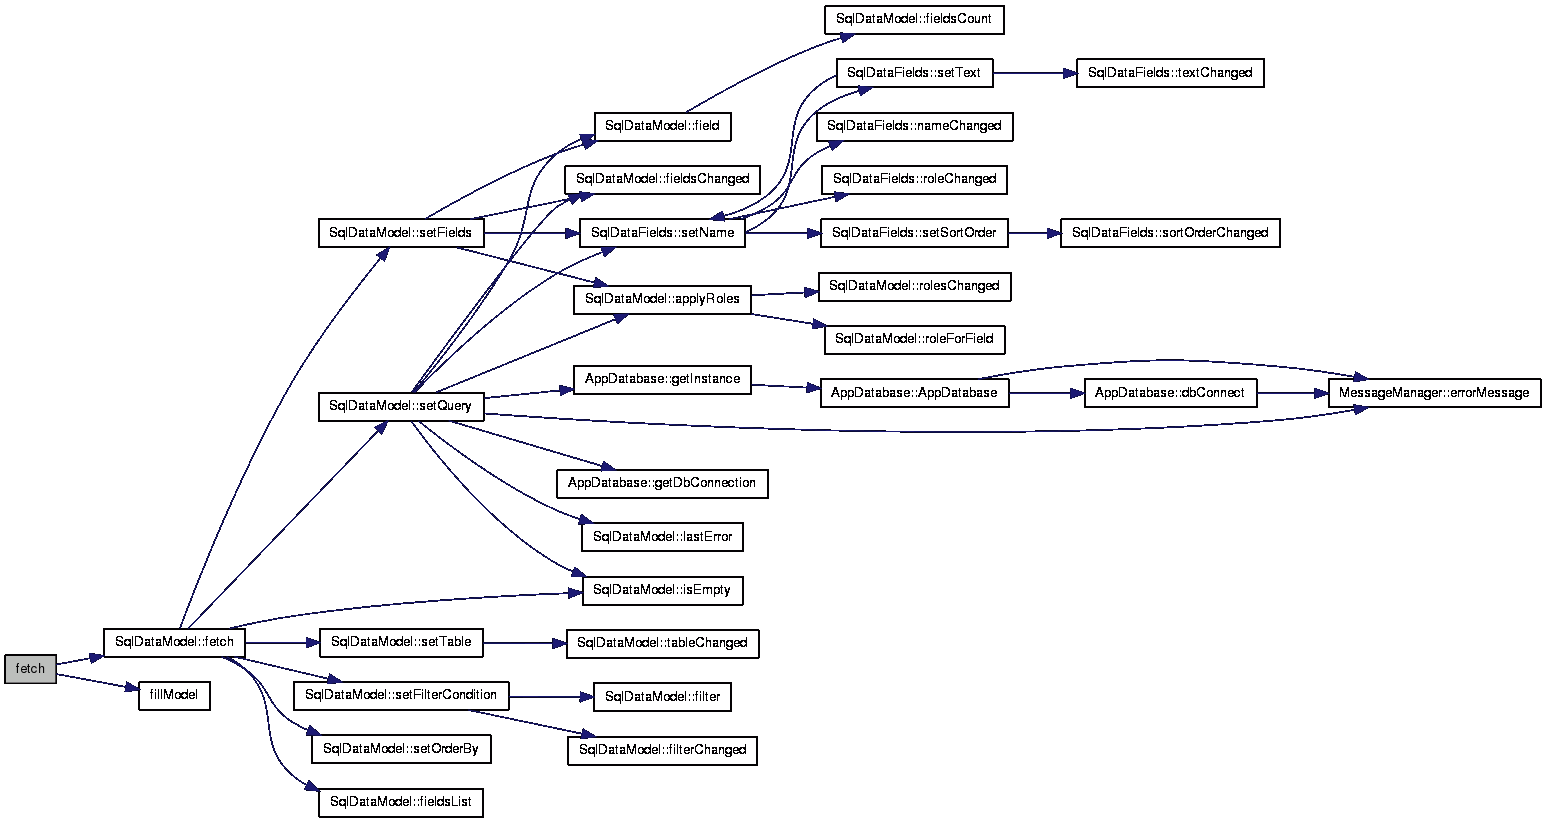 SqlDataModel::fieldsCount
SqlDataFields::setText
SqlDataFields::textChanged
SqlDataModel::field
SqlDataFields::nameChanged
SqlDataModel::fieldsChanged
SqlDataFields::roleChanged
SqlDataModel::setFields
SqlDataFields::setName
SqlDataFields::setSortOrder
SqlDataFields::sortOrderChanged
SqlDataModel::applyRoles
SqlDataModel::rolesChanged
SqlDataModel::roleForField
AppDatabase::getInstance
SqlDataModel::setQuery
AppDatabase::AppDatabase
AppDatabase::dbConnect
MessageManager::errorMessage
AppDatabase::getDbConnection
SqlDataModel::lastError
SqlDataModel::isEmpty
SqlDataModel::fetch
SqlDataModel::setTable
SqlDataModel::tableChanged
fetch
fillModel
SqlDataModel::setFilterCondition
SqlDataModel::filter
SqlDataModel::setOrderBy
SqlDataModel::filterChanged
SqlDataModel::fieldsList